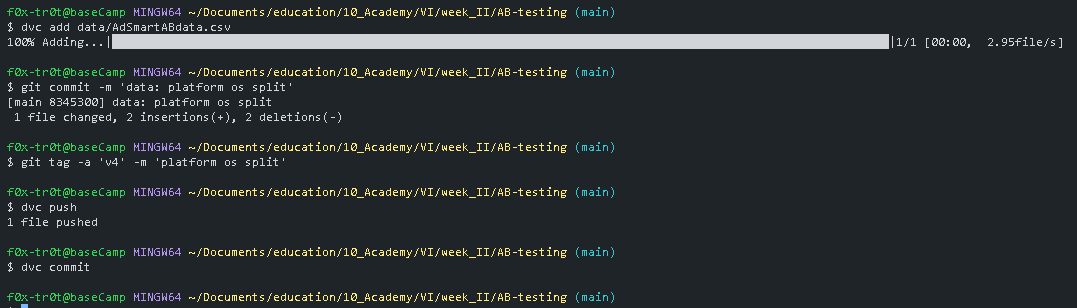 f0x-tr0t@baseCamp MINGW64 ~/Documents/education/10_Academy/VI/week_II/AB-testing (main)
$ dvc add data/AdSmartABdata.csv
100% Adding...| |1/1 [00:00,  2.95file/s]
f0x-tr0t@baseCamp MINGW64 ~/Documents/education/10_Academy/VI/week_II/AB-testing (main)
$ git commit -m 'data: platform os split'
[main 8345300] data: platform os split
 1 file changed, 2 insertions(+), 2 deletions(-)
f0x-tr0t@baseCamp MINGW64 ~/Documents/education/10_Academy/VI/week_II/AB-testing (main)
$ git tag -a 'v4' -m 'platform os split'
f0x-tr0t@baseCamp MINGW64 ~/Documents/education/10_Academy/VI/week_II/AB-testing (main)
$ dvc push
1 file pushed
f0x-tr0t@baseCamp MINGW64 ~/Documents/education/10_Academy/VI/week_II/AB-testing (main)
$ dvc commit
f0x-tr0t@baseCamp MINGW64 ~/Documents/education/10_Academy/VI/week_II/AB-testing (main)
$